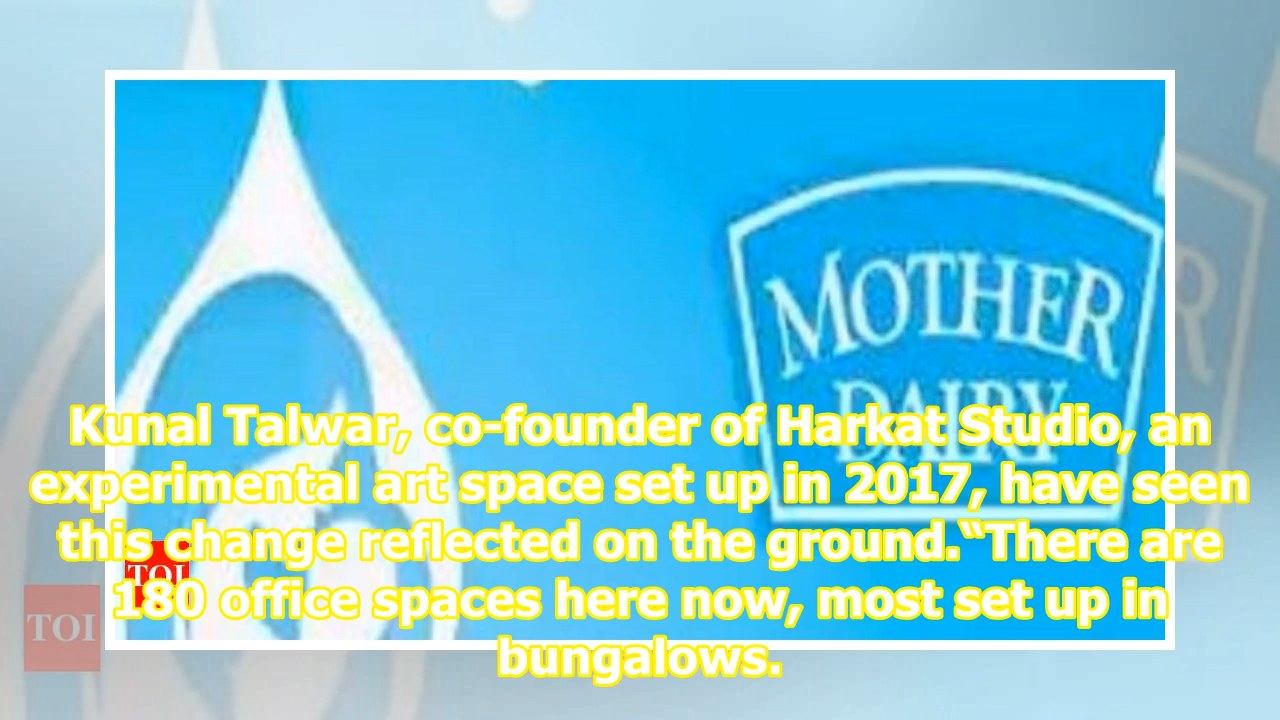 MOTHER
DAIRY
Kunal Talwar, co-founder of Harkat Studio, an
experimental art space set up in 2017, have seen
this change reflected on the ground.“There are
180 office spaces here now, most set up in
bungalows.
TOI
TOI